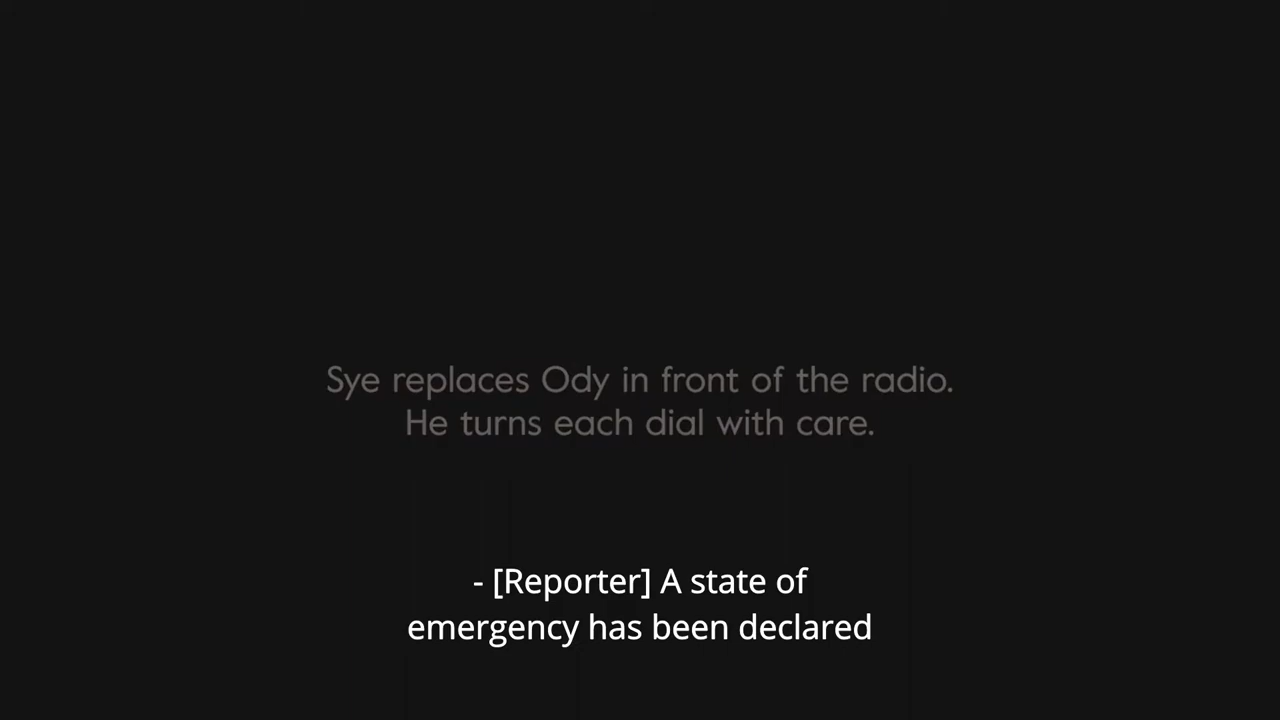 Sye replaces Ody in front of the radio.
He turns each dial with care.
- [Reporter] A state of
emergency has been declared